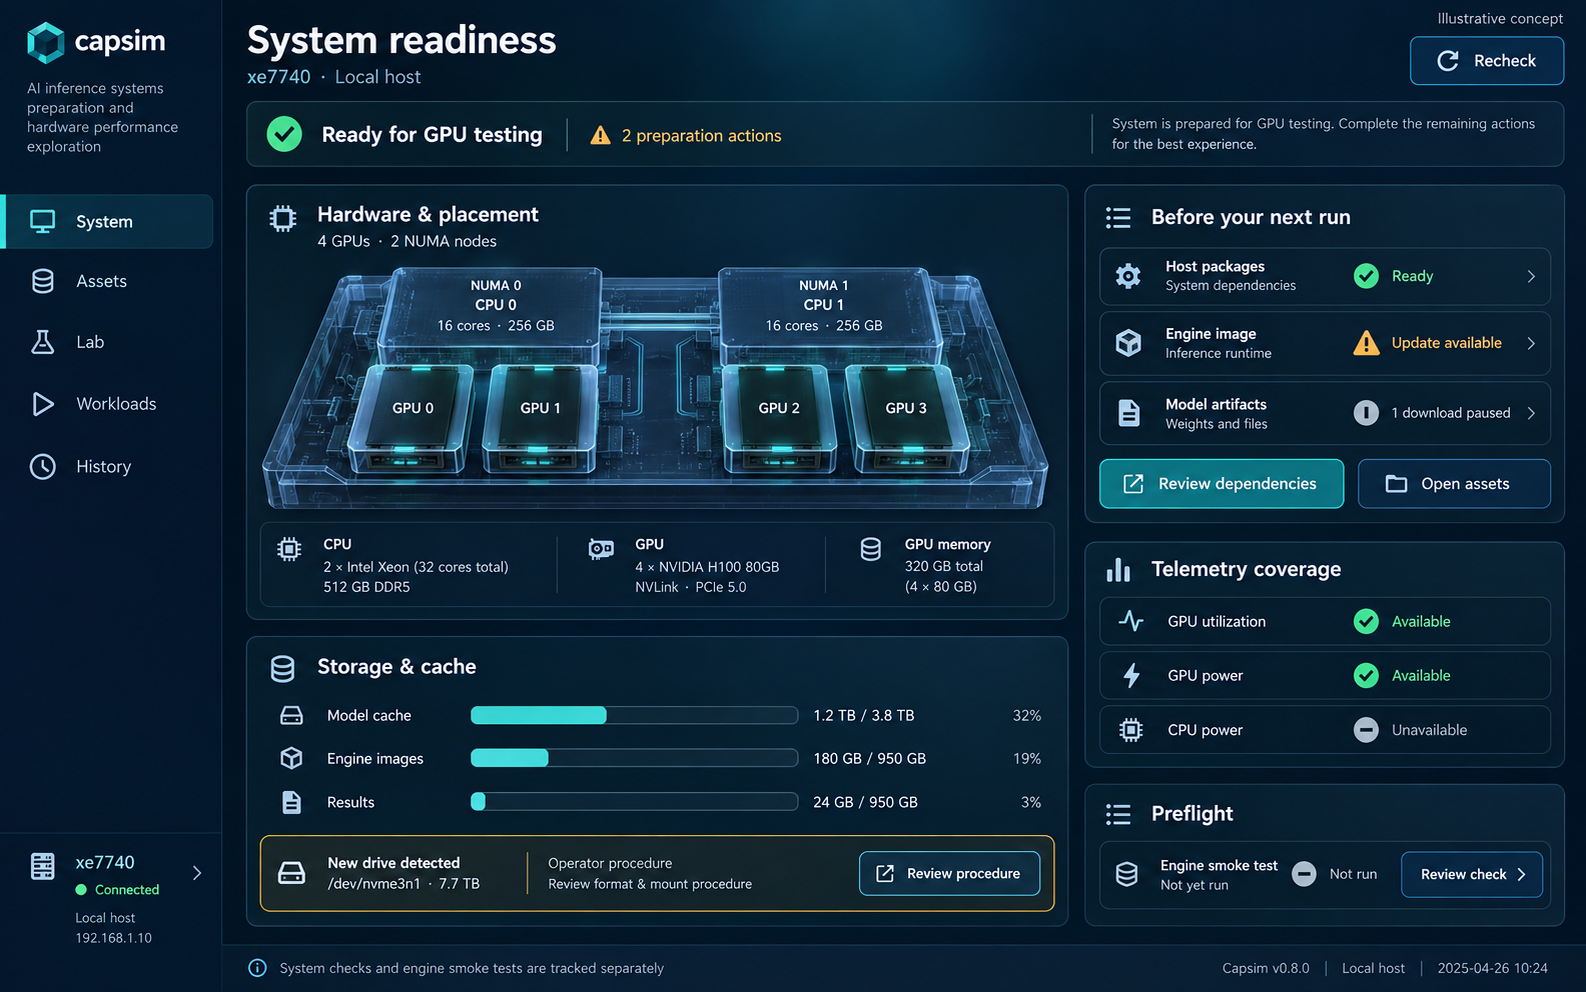 capsim
AI inference systems
preparation and
hardware performance
exploration
System
Assets
Lab
Workloads
History
xe7740
Connected
Local host
192.168.1.10
System readiness
xe7740 · Local host
Illustrative concept
Recheck
Ready for GPU testing
2 preparation actions
System is prepared for GPU testing. Complete the remaining actions
for the best experience.
Hardware & placement
4 GPUs · 2 NUMA nodes
NUMA 0
CPU 0
16 cores · 256 GB
NUMA 1
CPU 1
16 cores · 256 GB
GPU 0
GPU 1
GPU 2
GPU 3
CPU
2 × Intel Xeon (32 cores total)
512 GB DDR5
GPU
4 × NVIDIA H100 80GB
NVLink · PCIe 5.0
GPU memory
320 GB total
(4 × 80 GB)
Storage & cache
Model cache 1.2 TB / 3.8 TB 32%
Engine images 180 GB / 950 GB 19%
Results 24 GB / 950 GB 3%
New drive detected
/dev/nvme3n1 · 7.7 TB
Operator procedure
Review format & mount procedure
Review procedure
Before your next run
Host packages
System dependencies
Ready
Engine image
Inference runtime
Update available
Model artifacts
Weights and files
1 download paused
Review dependencies
Open assets
Telemetry coverage
GPU utilization Available
GPU power Available
CPU power Unavailable
Preflight
Engine smoke test
Not yet run
Not run
Review check
System checks and engine smoke tests are tracked separately
Capsim v0.8.0 | Local host | 2025-04-26 10:24